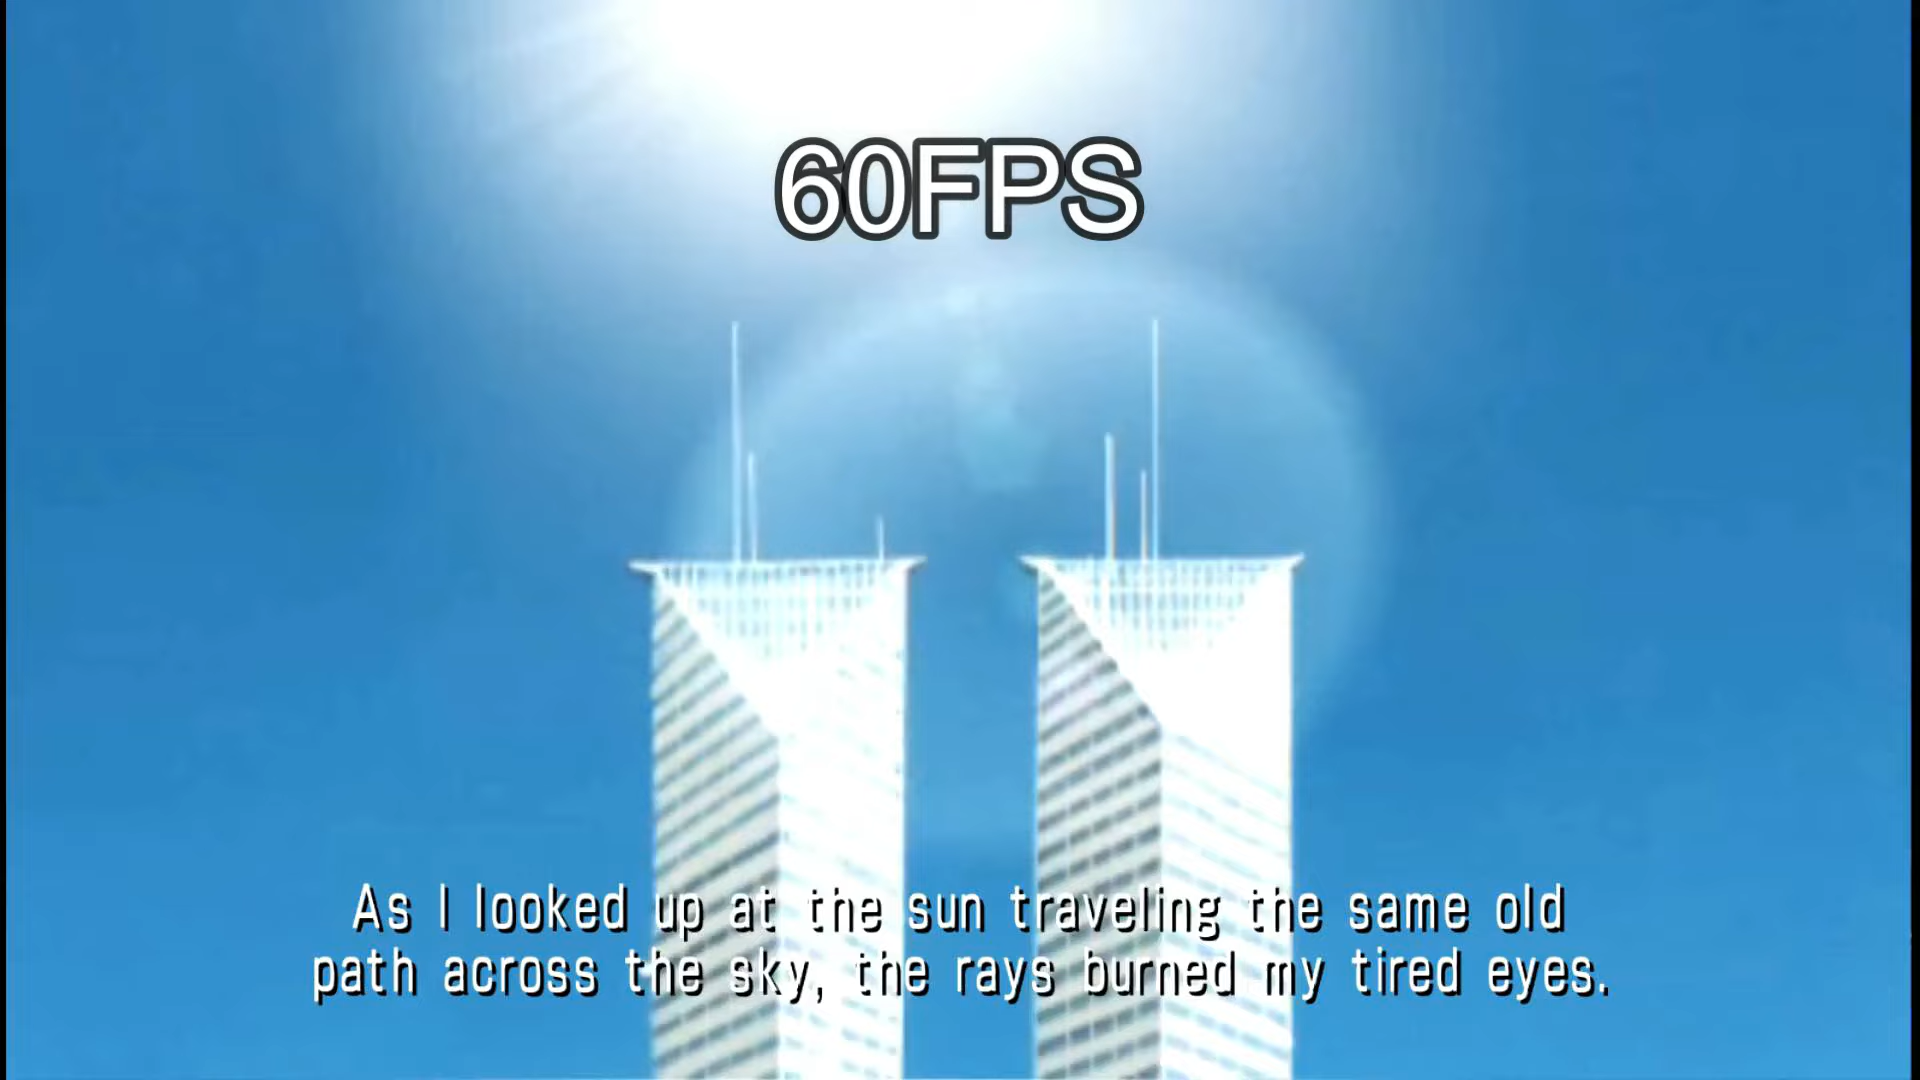 60FPS
As I looked up at the sun traveling the same old
path across the sky, the rays burned my tired eyes.